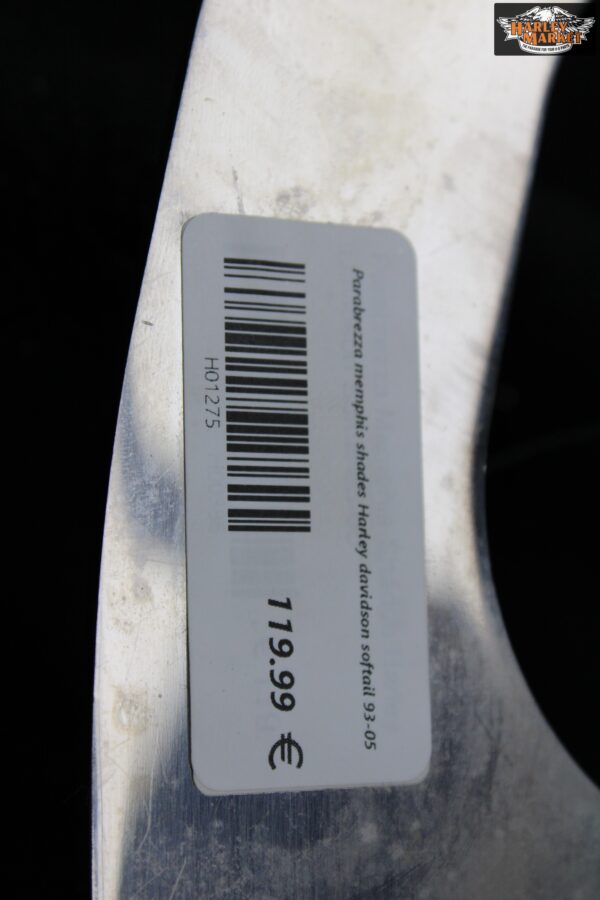 HARLEY
MARKET
Parabrezza memphis shades Harley davidson softail 93-05
H01275
119.99 €